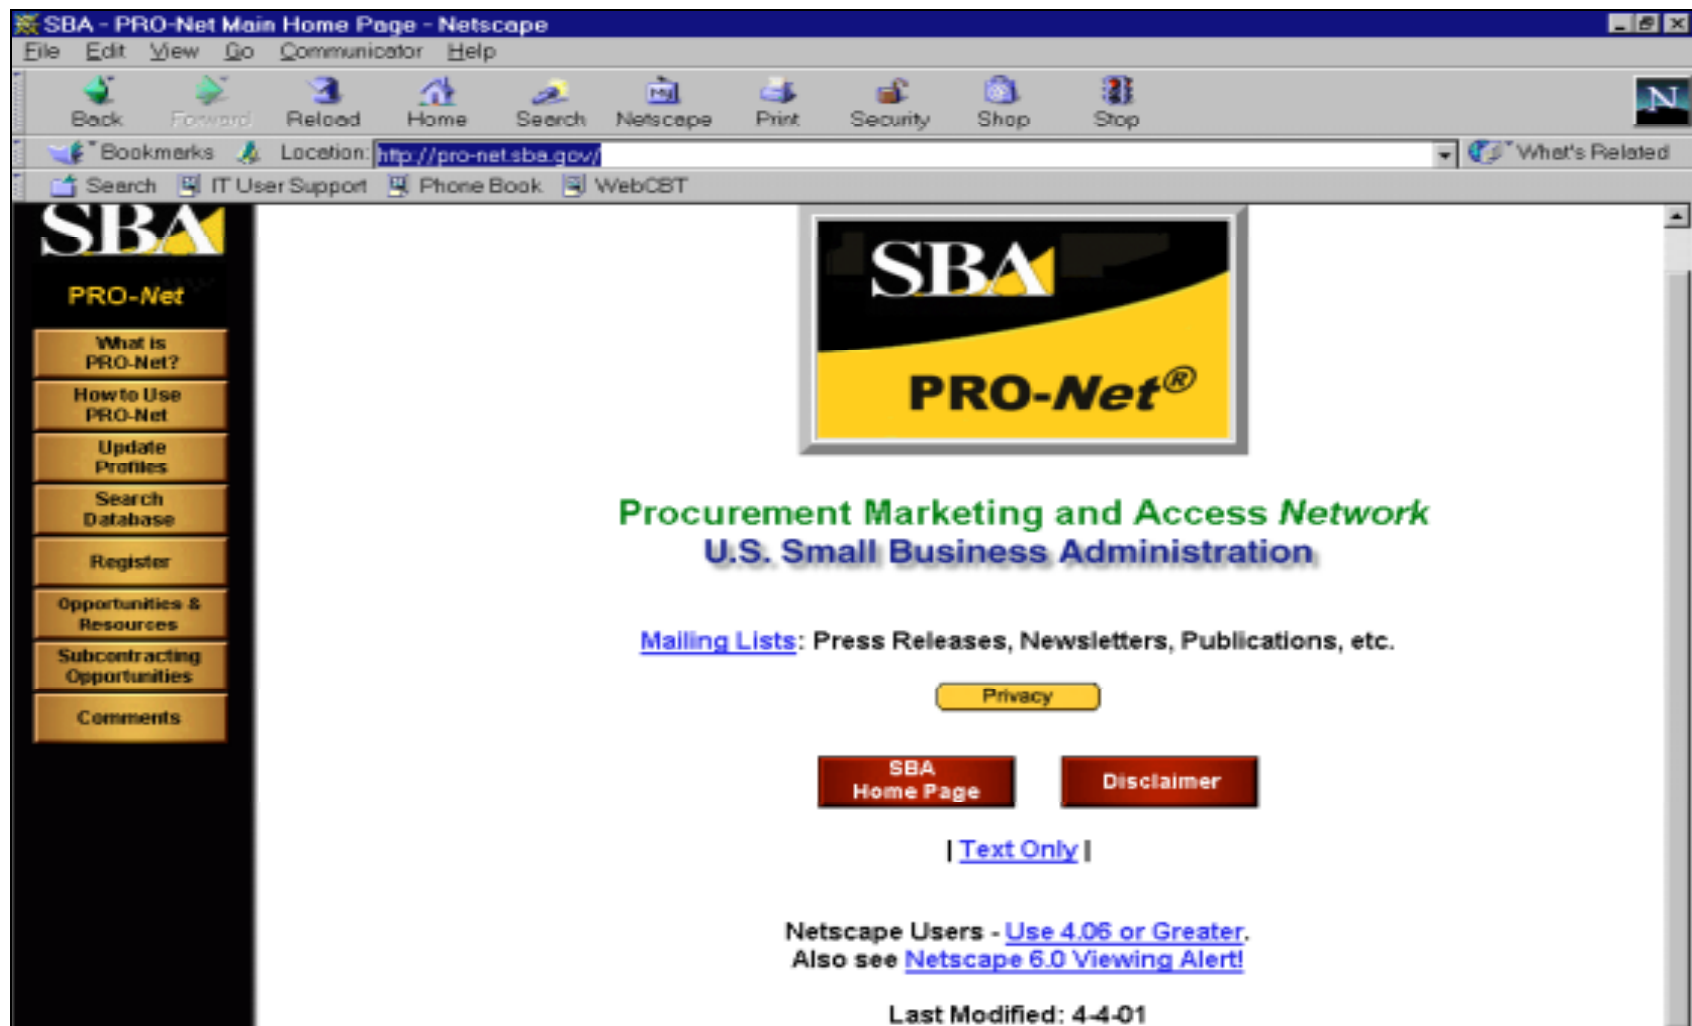 SBA - PRO-Net Main Home Page - Netscape
File Edit View Go Communicator Help
Back Forward Reload Home Search Netscape Print Security Shop Stop
N
My
Bookmarks Location: http://pro-net.sba.gov/ What's Related
Search IT User Support Phone Book WebCBT
SBA
PRO-Net
What is
PRO-Net?
How to Use
PRO-Net
Update
Profiles
Search
Database
Register
Opportunities &
Resources
Subcontracting
Opportunities
Comments
SBA
PRO-Net®
Procurement Marketing and Access Network
U.S. Small Business Administration
Mailing Lists: Press Releases, Newsletters, Publications, etc.
Privacy
SBA
Home Page
Disclaimer
| Text Only |
Netscape Users - Use 4.06 or Greater.
Also see Netscape 6.0 Viewing Alert!
Last Modified: 4-4-01